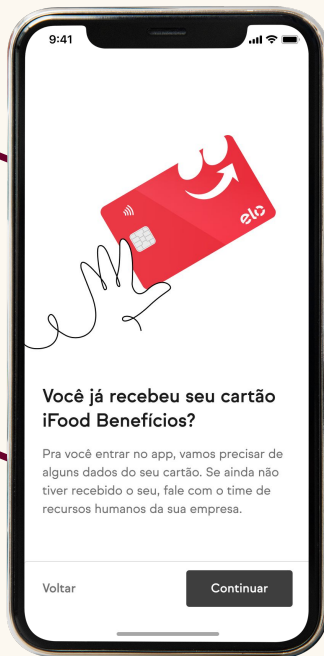 9:41
elo
Você já recebeu seu cartão
iFood Benefícios?
Pra você entrar no app, vamos precisar de
alguns dados do seu cartão. Se ainda não
tiver recebido o seu, fale com o time de
recursos humanos da sua empresa.
Voltar Continuar